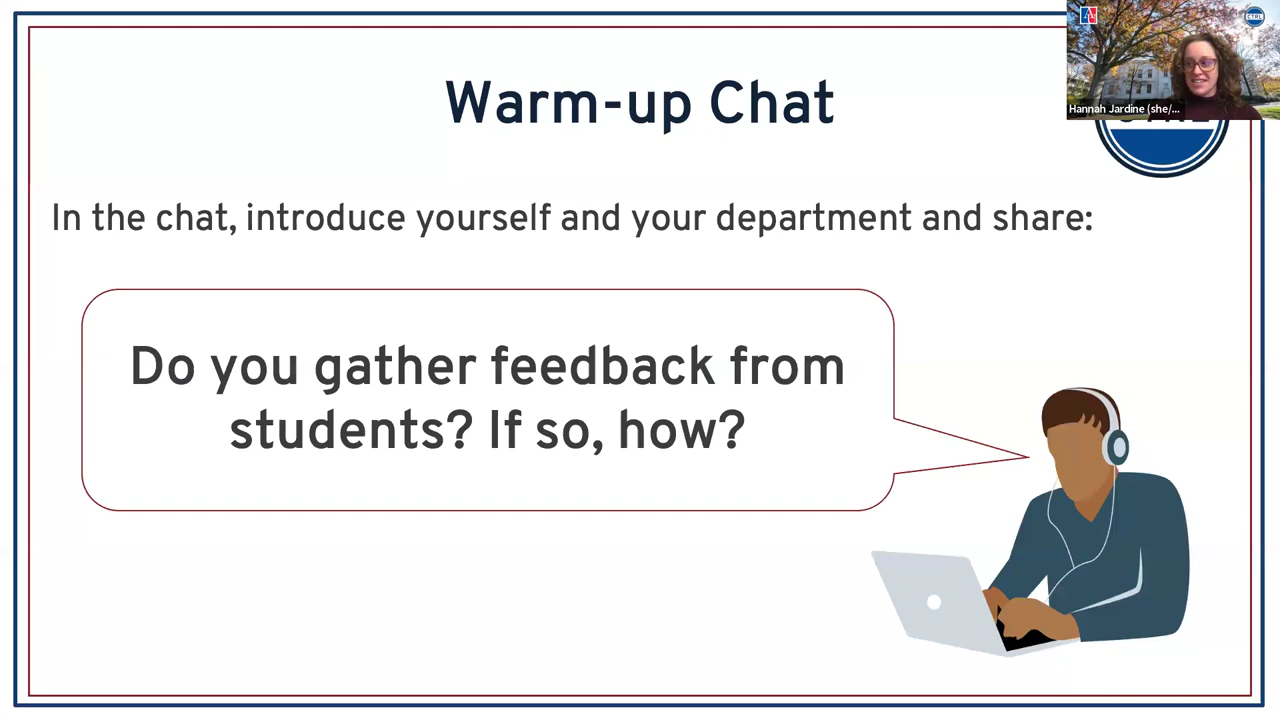 Warm-up Chat
Hannah Jardine (she/...
In the chat, introduce yourself and your department and share:
Do you gather feedback from
students? If so, how?